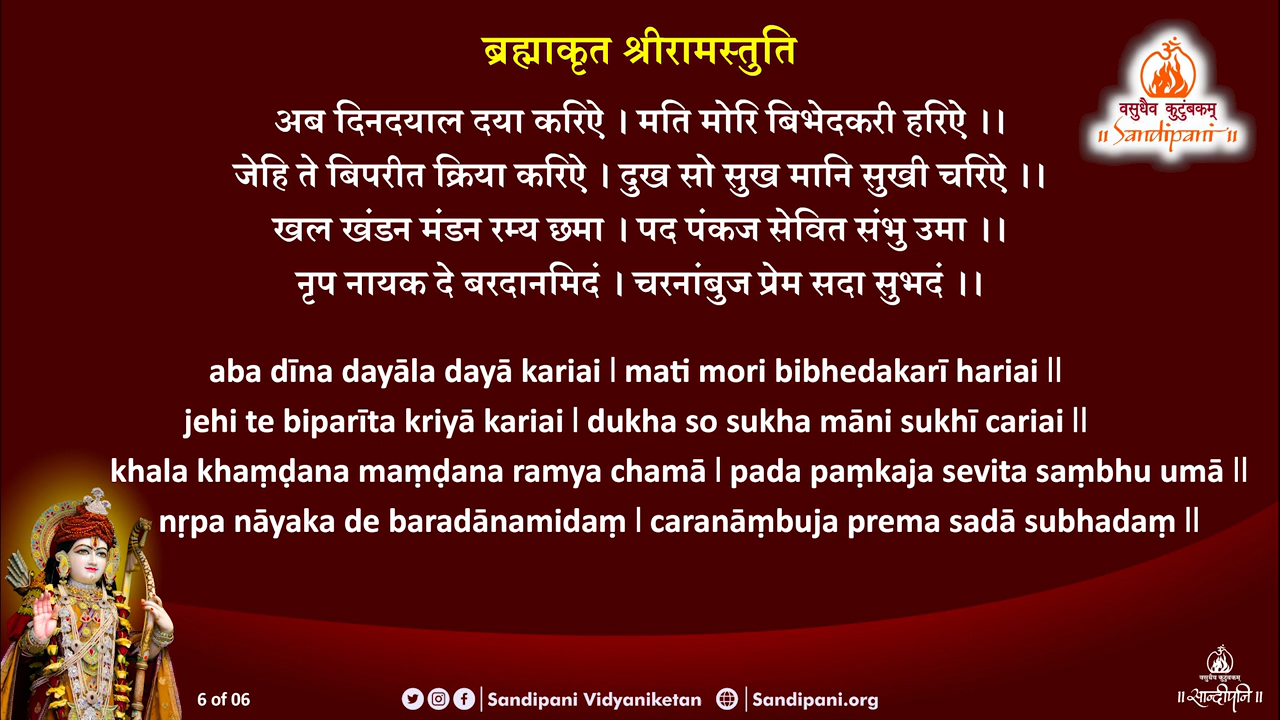 ब्रह्माकृत श्रीरामस्तुति
वसुधैव कुटुंबकम्
॥ Sandipani ॥
अब दिनदयाल दया करिऐ । मति मोरि बिभेदकरी हरिऐ ।।
जेहि ते बिपरीत क्रिया करिऐ । दुख सो सुख मानि सुखी चरिऐ ।।
खल खंडन मंडन रम्य छमा । पद पंकज सेवित संभु उमा ।।
नृप नायक दे बरदानमिदं । चरनांबुज प्रेम सदा सुभदं ।।
aba dīna dayāla dayā kariai | mati mori bibhedakarī hariai ||
jehi te biparīta kriyā kariai | dukha so sukha māni sukhī cariai ||
khala khaṃḍana maṃḍana ramya chamā | pada paṃkaja sevita saṃbhu umā ||
nṛpa nāyaka de baradānamidaṃ | caranāṃbuja prema sadā subhadaṃ ||
6 of 06
Sandipani Vidyaniketan | Sandipani.org
वसुधैव कुटुंबकम्
॥ सान्दीपनि ॥